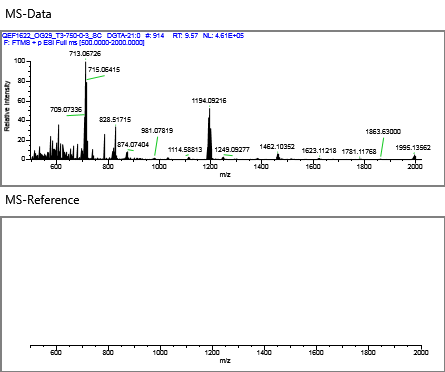 MS-Data
QEF1622_OG29_T3-750-0-3_8C DGTA-21:0 #: 914 RT: 9.57 NL: 4.61E+05
F: FTMS + p ESI Full ms [500.0000-2000.0000]
713.06726
100
715.06415
80
1194.09216
60
709.07336
828.51715
40
981.07819
1863.63000
874.07404
20
1114.58813
1249.09277
1462.10352
1623.11218
1781.11768
1995.13562
0
Relative Intensity
600 800 1000 1200 1400 1600 1800 2000
m/z
MS-Reference
600 800 1000 1200 1400 1600 1800 2000
m/z